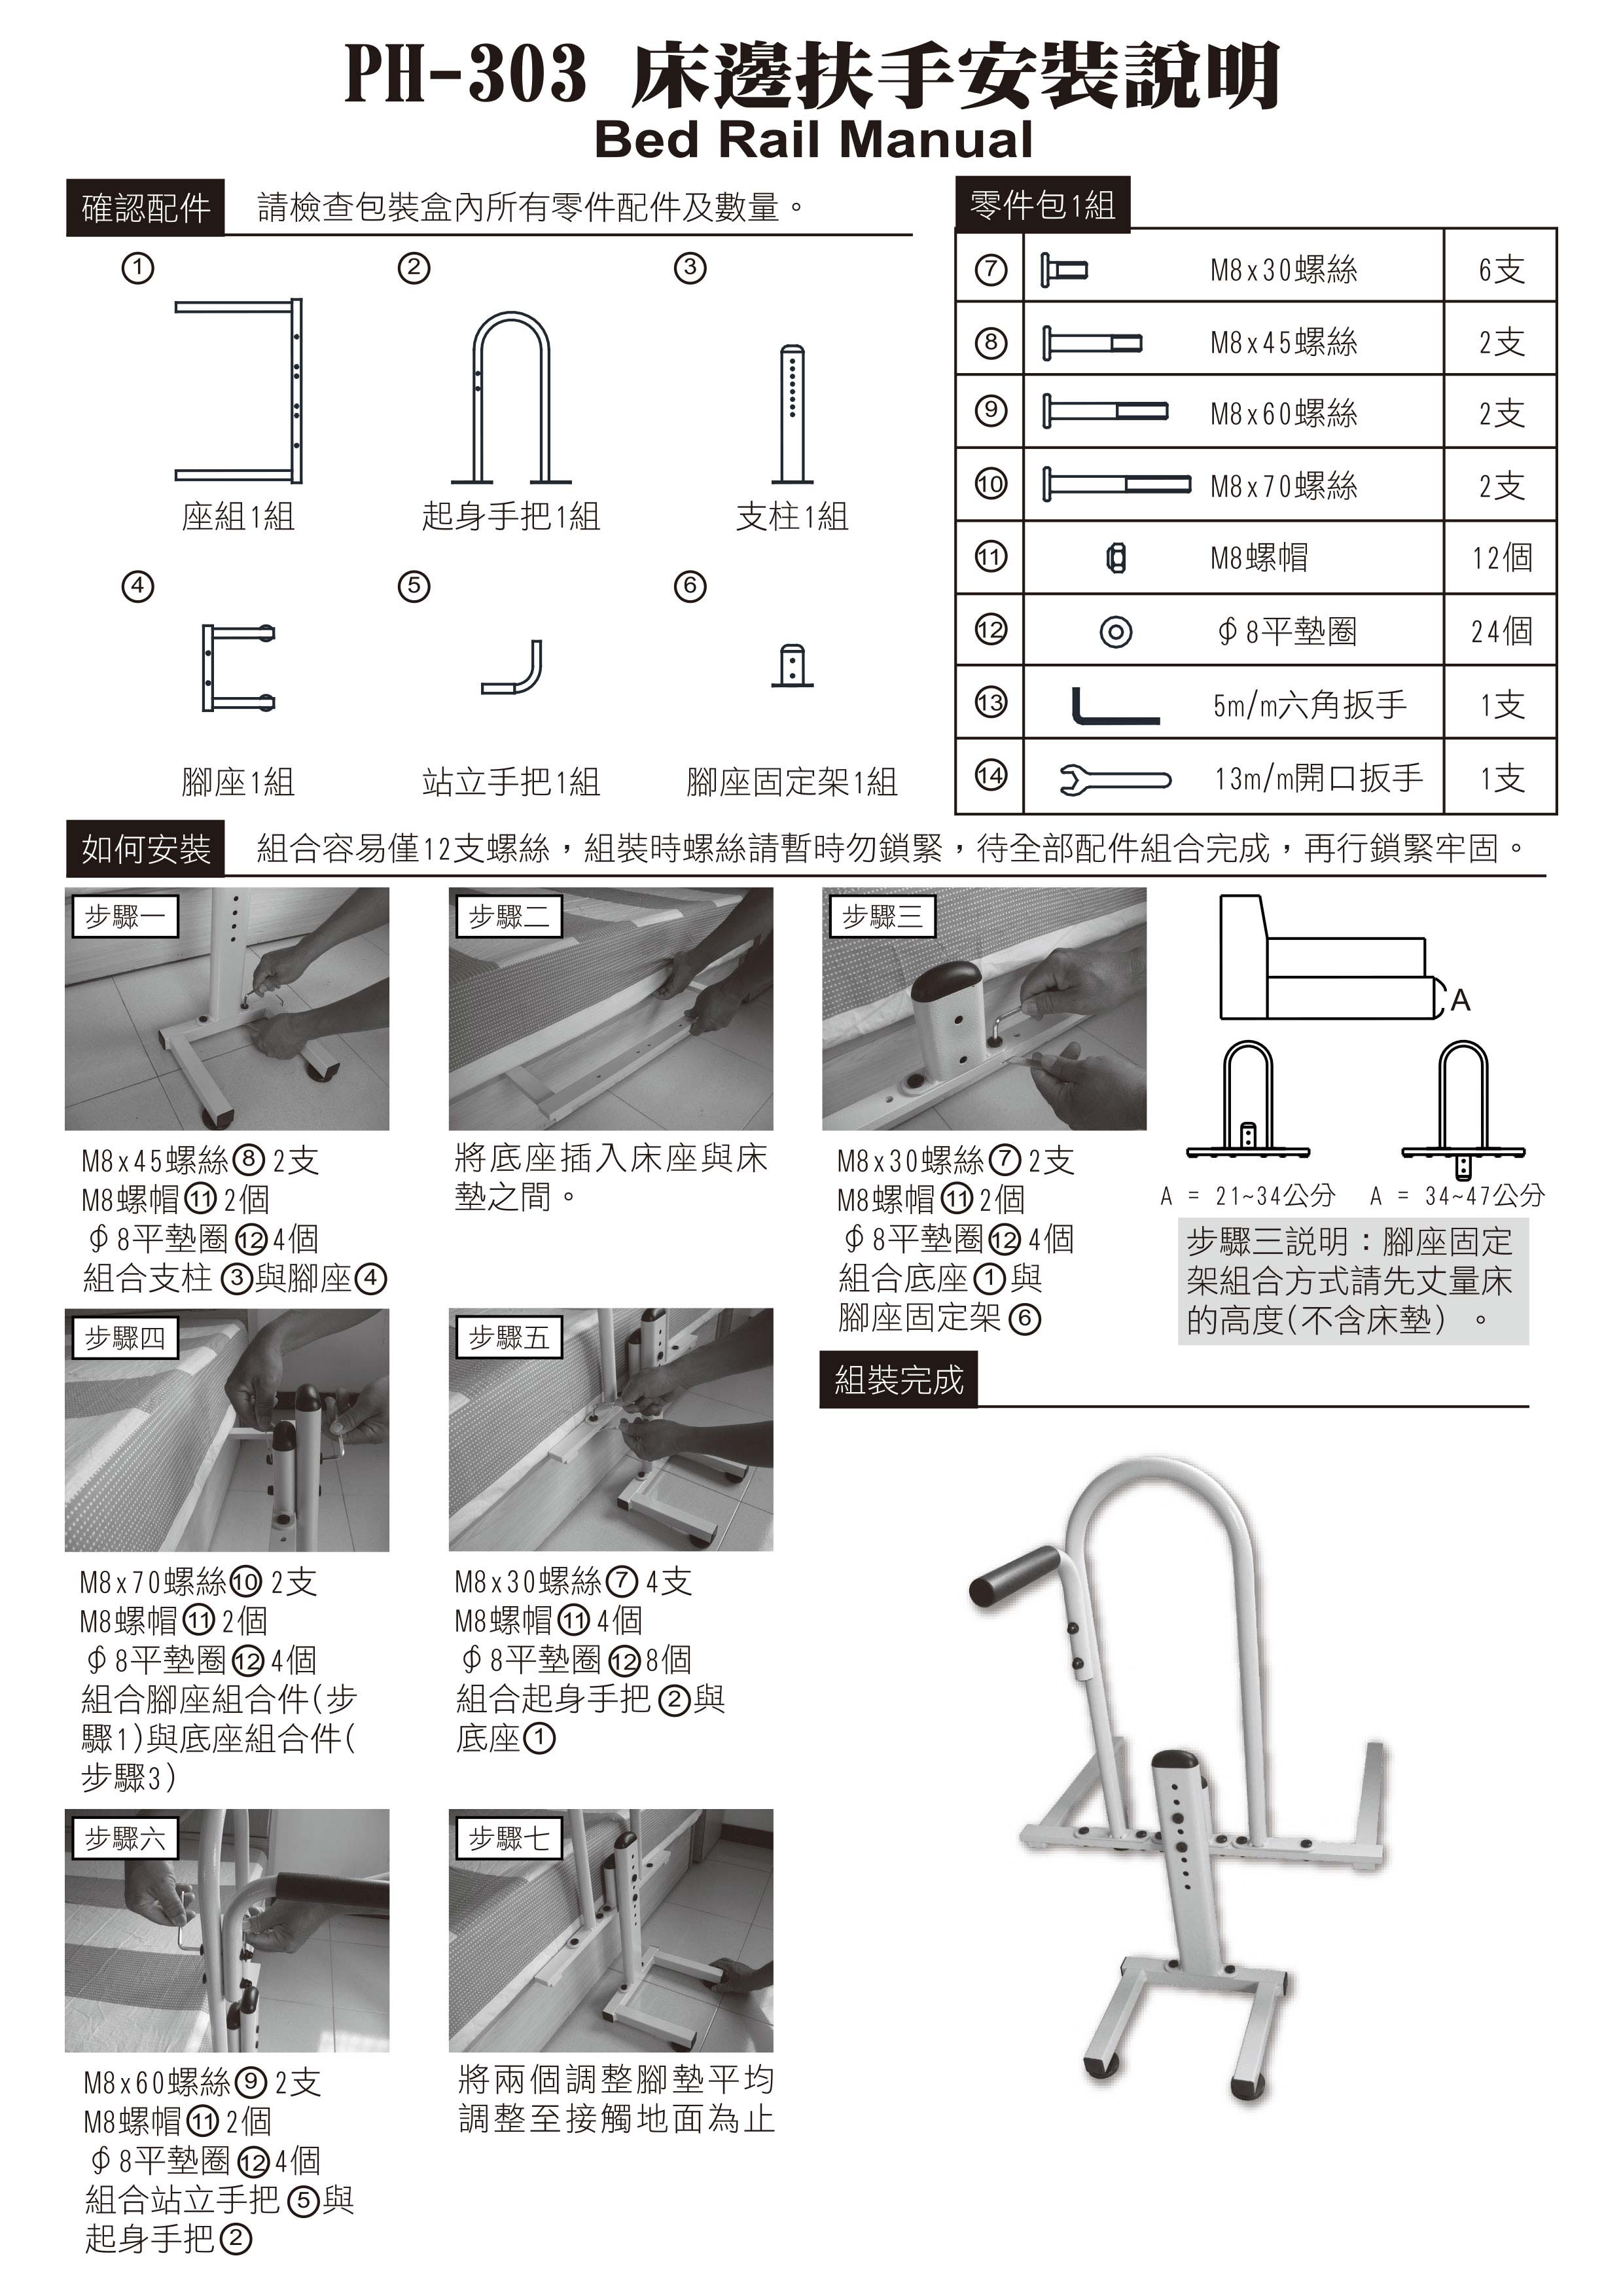 PH-303 床邊扶手安裝說明
Bed Rail Manual
確認配件 請檢查包裝盒內所有零件配件及數量。
① ② ③
座組1組 起身手把1組 支柱1組
④ ⑤ ⑥
腳座1組 站立手把1組 腳座固定架1組
零件包1組
⑦ M8x30螺絲 6支
⑧ M8x45螺絲 2支
⑨ M8x60螺絲 2支
⑩ M8x70螺絲 2支
⑪ M8螺帽 12個
⑫ ϕ8平墊圈 24個
⑬ 5m/m六角扳手 1支
⑭ 13m/m開口扳手 1支
如何安裝 組合容易僅12支螺絲，組裝時螺絲請暫時勿鎖緊，待全部配件組合完成，再行鎖緊牢固。
步驟一
M8x45螺絲⑧2支
M8螺帽⑪2個
ϕ8平墊圈⑫4個
組合支柱③與腳座④
步驟二
將底座插入床座與床
墊之間。
步驟三
M8x30螺絲⑦2支
M8螺帽⑪2個
ϕ8平墊圈⑫4個
組合底座①與
腳座固定架⑥
A
A = 21~34公分 A = 34~47公分
步驟三說明：腳座固定
架組合方式請先丈量床
的高度(不含床墊)。
步驟四
M8x70螺絲⑩2支
M8螺帽⑪2個
ϕ8平墊圈⑫4個
組合腳座組合件(步
驟1)與底座組合件(
步驟3)
步驟五
M8x30螺絲⑦4支
M8螺帽⑪4個
ϕ8平墊圈⑫8個
組合起身手把②與
底座①
步驟六
M8x60螺絲⑨2支
M8螺帽⑪2個
ϕ8平墊圈⑫4個
組合站立手把⑤與
起身手把②
步驟七
將兩個調整腳墊平均
調整至接觸地面為止
組裝完成